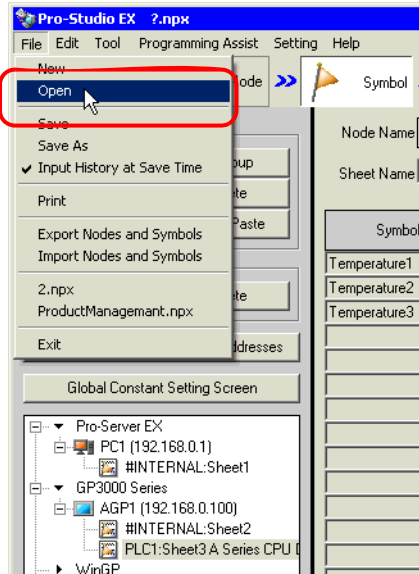 Pro-Studio EX ?.npx
File Edit Tool Programming Assist Setting Help
New
ode Symbol
Open
Save
Node Name
Save As
oup
Input History at Save Time
Sheet Name
Print
Paste
Export Nodes and Symbols
Symbol
Import Nodes and Symbols
Temperature1
2.npx
Temperature2
ProductManagemant.npx
Temperature3
Exit
ddresses
Global Constant Setting Screen
Pro-Server EX
PC1 (192.168.0.1)
#INTERNAL:Sheet1
GP3000 Series
AGP1 (192.168.0.100)
#INTERNAL:Sheet2
PLC1:Sheet3 A Series CPU
WinGP